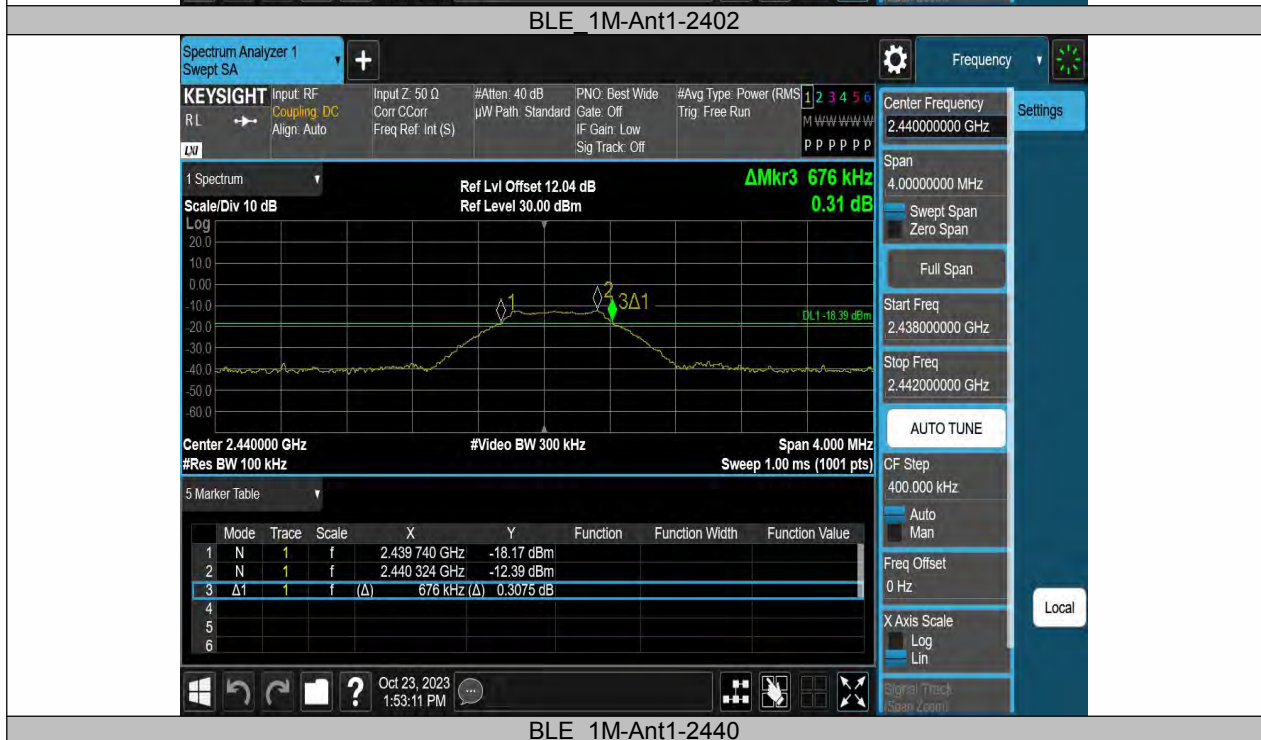 BLE_1M-Ant1-2402
Spectrum Analyzer 1
Swept SA
+
Frequency
KEYSIGHT
RL
LXI
Input: RF
Coupling: DC
Align: Auto
Input Z: 50 Ω
Corr CCorr
Freq Ref: Int (S)
#Atten: 40 dB
µW Path: Standard
PNO: Best Wide
Gate: Off
IF Gain: Low
Sig Track: Off
#Avg Type: Power (RMS
Trig: Free Run
1 2 3 4 5 6
M W W W W W
P P P P P P
Center Frequency
2.440000000 GHz
Settings
Span
4.00000000 MHz
Swept Span
Zero Span
Full Span
Start Freq
2.438000000 GHz
Stop Freq
2.442000000 GHz
AUTO TUNE
CF Step
400.000 kHz
Auto
Man
Freq Offset
0 Hz
X Axis Scale
Log
Lin
Signal Track
(Span Zoom)
Local
1 Spectrum
Scale/Div 10 dB
Ref Lvl Offset 12.04 dB
Ref Level 30.00 dBm
ΔMkr3 676 kHz
0.31 dB
Log
20.0
10.0
0.00
-10.0
-20.0
-30.0
-40.0
-50.0
-60.0
1
2
3Δ1
DL1 -18.39 dBm
Center 2.440000 GHz
#Video BW 300 kHz
Span 4.000 MHz
#Res BW 100 kHz
Sweep 1.00 ms (1001 pts)
5 Marker Table
Mode Trace Scale X Y Function Function Width Function Value
1 N 1 f 2.439 740 GHz -18.17 dBm
2 N 1 f 2.440 324 GHz -12.39 dBm
3 Δ1 1 f (Δ) 676 kHz (Δ) 0.3075 dB
4
5
6
?
Oct 23, 2023
1:53:11 PM
BLE_1M-Ant1-2440